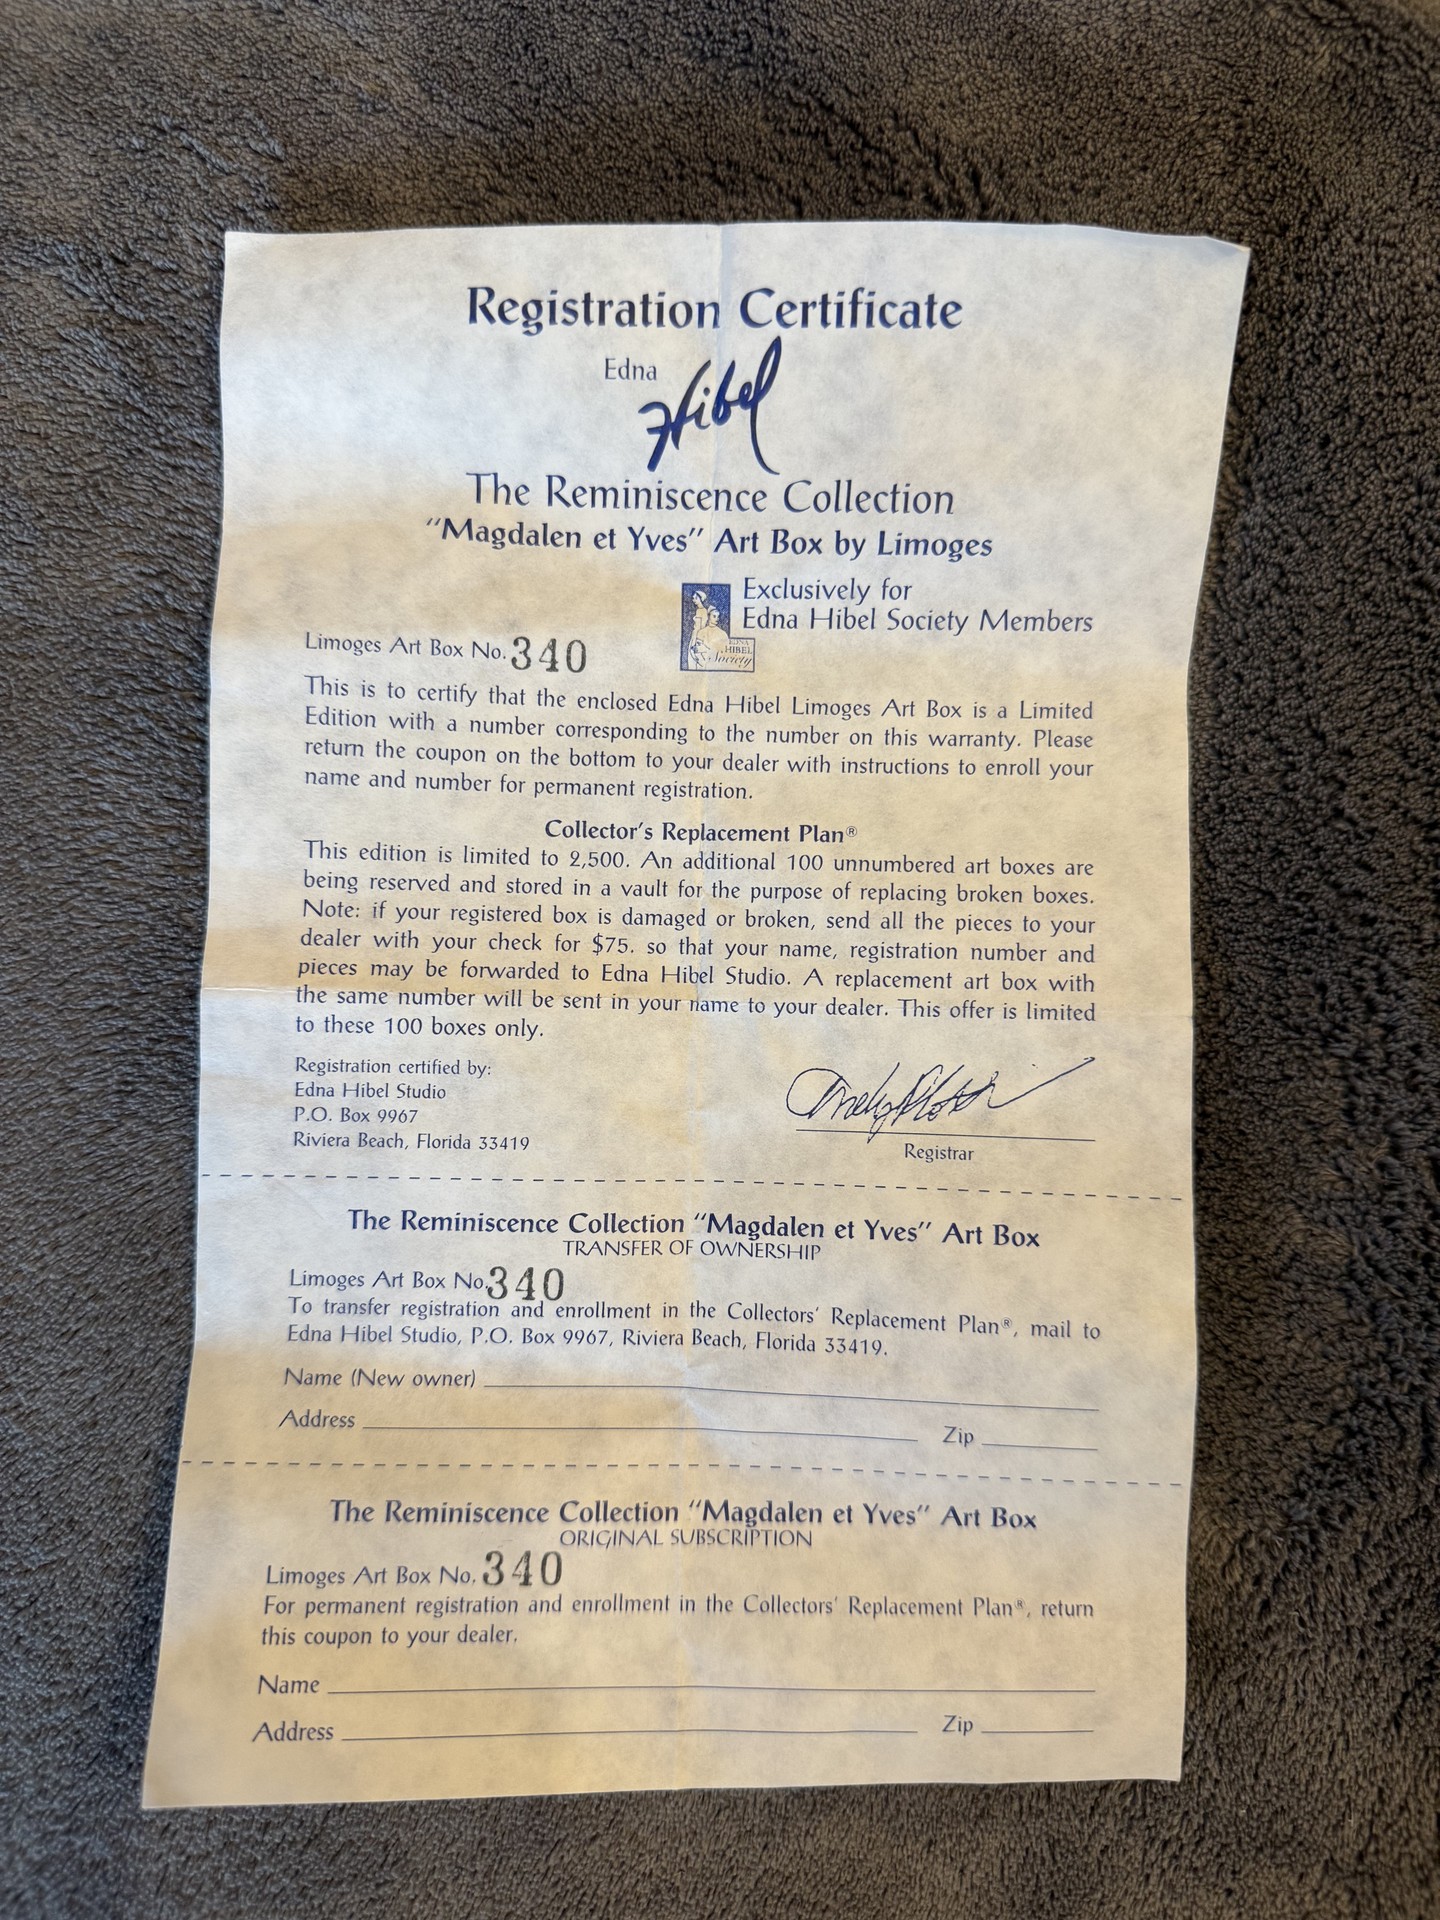 Registration Certificate
Edna
Hibel
The Reminiscence Collection
"Magdalen et Yves" Art Box by Limoges
Exclusively for
Edna Hibel Society Members
EDNA
HIBEL
Society
Limoges Art Box No. 340
This is to certify that the enclosed Edna Hibel Limoges Art Box is a Limited
Edition with a number corresponding to the number on this warranty. Please
return the coupon on the bottom to your dealer with instructions to enroll your
name and number for permanent registration.
Collector's Replacement Plan®
This edition is limited to 2,500. An additional 100 unnumbered art boxes are
being reserved and stored in a vault for the purpose of replacing broken boxes.
Note: if your registered box is damaged or broken, send all the pieces to your
dealer with your check for $75. so that your name, registration number and
pieces may be forwarded to Edna Hibel Studio. A replacement art box with
the same number will be sent in your name to your dealer. This offer is limited
to these 100 boxes only.
Registration certified by:
Edna Hibel Studio
P.O. Box 9967
Riviera Beach, Florida 33419
Registrar
The Reminiscence Collection "Magdalen et Yves" Art Box
TRANSFER OF OWNERSHIP
Limoges Art Box No. 340
To transfer registration and enrollment in the Collectors' Replacement Plan®, mail to
Edna Hibel Studio, P.O. Box 9967, Riviera Beach, Florida 33419.
Name (New owner)
Address Zip
The Reminiscence Collection "Magdalen et Yves" Art Box
ORIGINAL SUBSCRIPTION
Limoges Art Box No. 340
For permanent registration and enrollment in the Collectors' Replacement Plan®, return
this coupon to your dealer.
Name
Address Zip